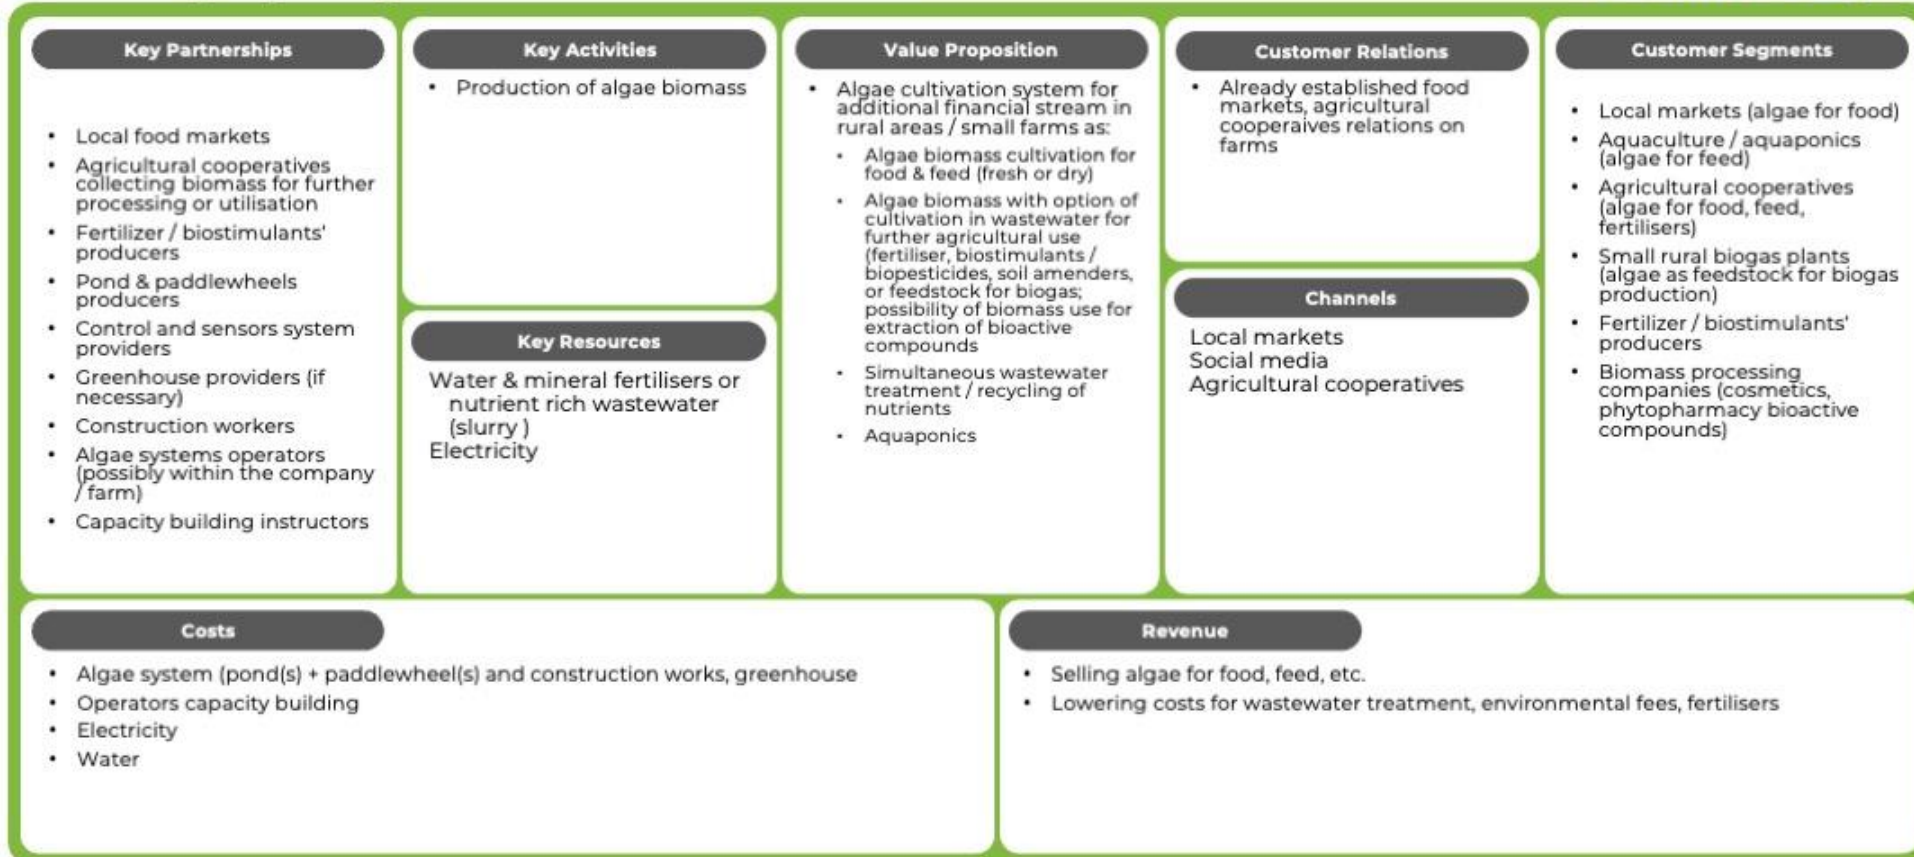 Key Partnerships
• Local food markets
• Agricultural cooperatives
collecting biomass for further
processing or utilisation
• Fertilizer / biostimulants'
producers
• Pond & paddlewheels
producers
• Control and sensors system
providers
• Greenhouse providers (if
necessary)
• Construction workers
• Algae systems operators
(possibly within the company
/ farm)
• Capacity building instructors
Key Activities
• Production of algae biomass
Key Resources
Water & mineral fertilisers or
nutrient rich wastewater
(slurry )
Electricity
Value Proposition
• Algae cultivation system for
additional financial stream in
rural areas / small farms as:
• Algae biomass cultivation for
food & feed (fresh or dry)
• Algae biomass with option of
cultivation in wastewater for
further agricultural use
(fertiliser, biostimulants /
biopesticides, soil amenders,
or feedstock for biogas;
possibility of biomass use for
extraction of bioactive
compounds
• Simultaneous wastewater
treatment / recycling of
nutrients
• Aquaponics
Customer Relations
• Already established food
markets, agricultural
cooperaives relations on
farms
Channels
Local markets
Social media
Agricultural cooperatives
Customer Segments
• Local markets (algae for food)
• Aquaculture / aquaponics
(algae for feed)
• Agricultural cooperatives
(algae for food, feed,
fertilisers)
• Small rural biogas plants
(algae as feedstock for biogas
production)
• Fertilizer / biostimulants'
producers
• Biomass processing
companies (cosmetics,
phytopharmacy bioactive
compounds)
Costs
• Algae system (pond(s) + paddlewheel(s) and construction works, greenhouse
• Operators capacity building
• Electricity
• Water
Revenue
• Selling algae for food, feed, etc.
• Lowering costs for wastewater treatment, environmental fees, fertilisers